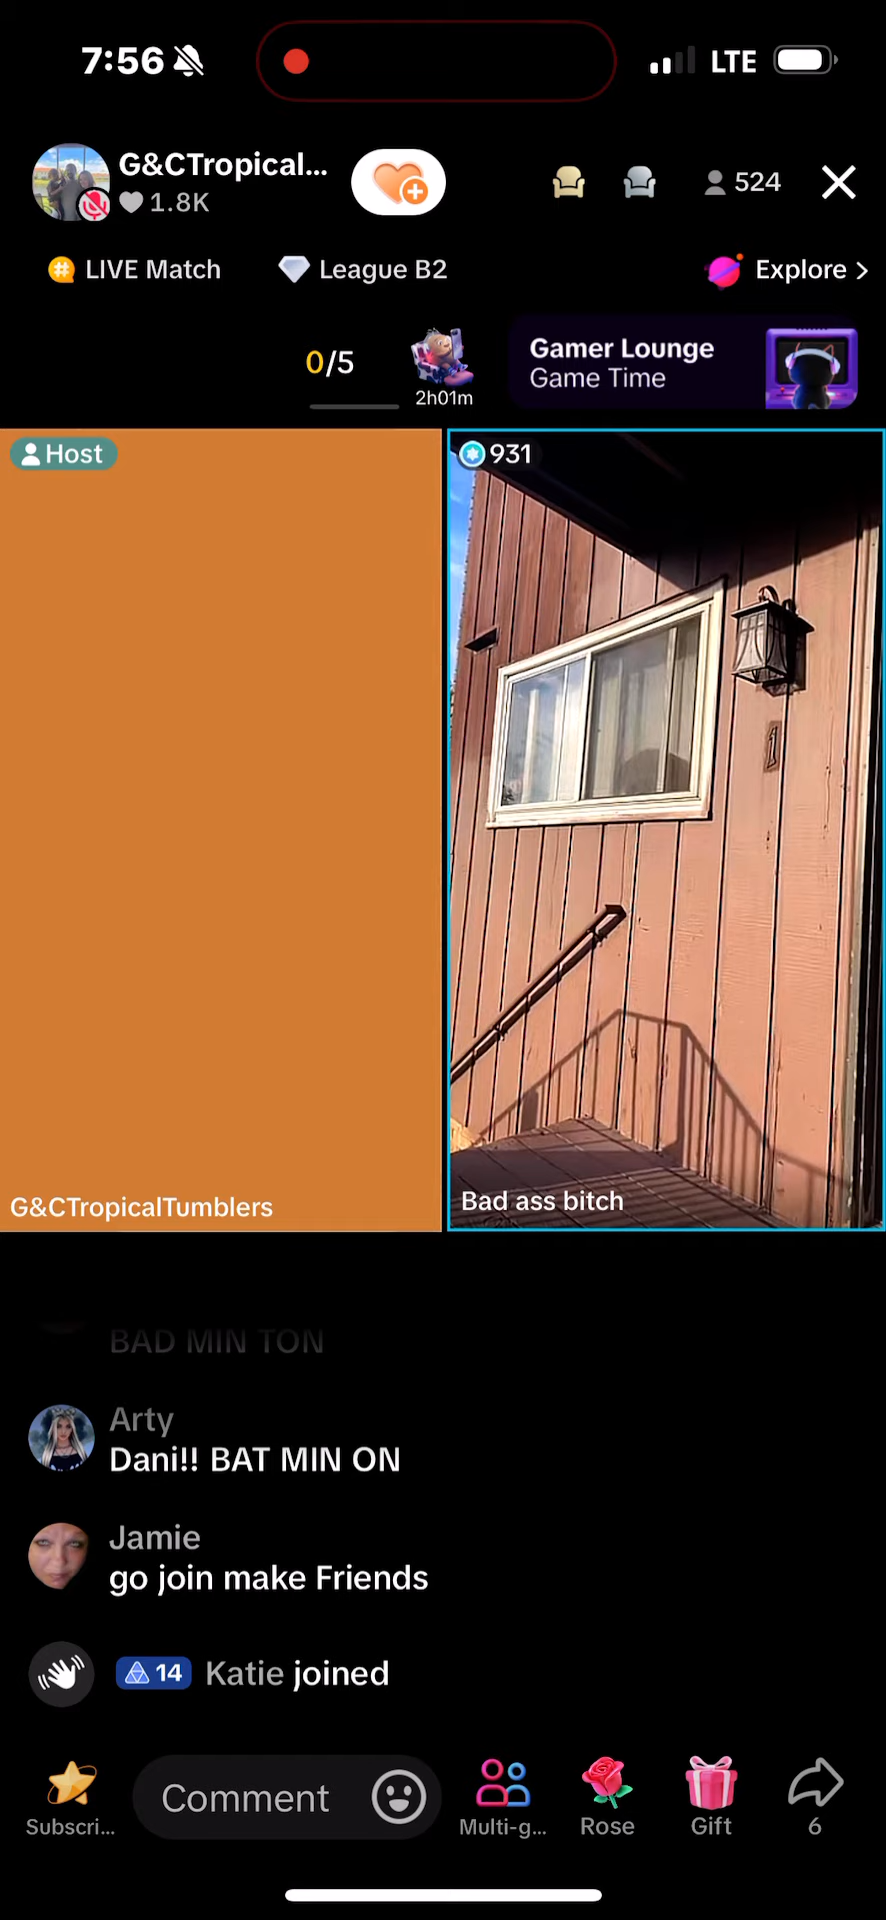 7:56
LTE
G&CTropical...
1.8K
524
LIVE Match
League B2
Explore >
0/5
2h01m
Gamer Lounge
Game Time
Host
931
1
G&CTropicalTumblers
Bad ass bitch
BAD MIN TON
Arty
Dani!! BAT MIN ON
Jamie
go join make Friends
14
Katie joined
Subscri...
Comment
Multi-g...
Rose
Gift
6